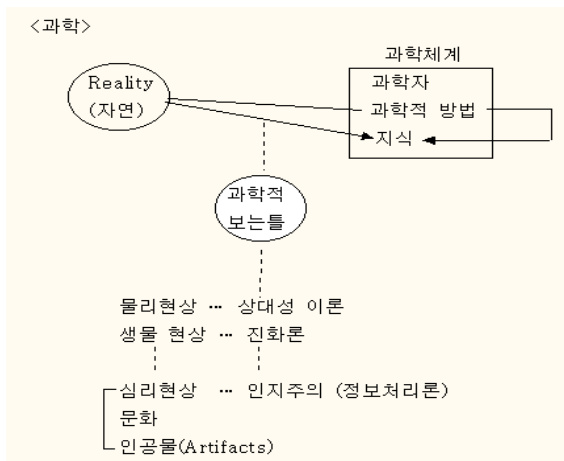 <과학>
과학체계
Reality
(자연)
과학자
과학적 방법
지식
과학적
보는틀
물리현상 … 상대성 이론
생물 현상 … 진화론
심리현상 … 인지주의 (정보처리론)
문화
인공물(Artifacts)